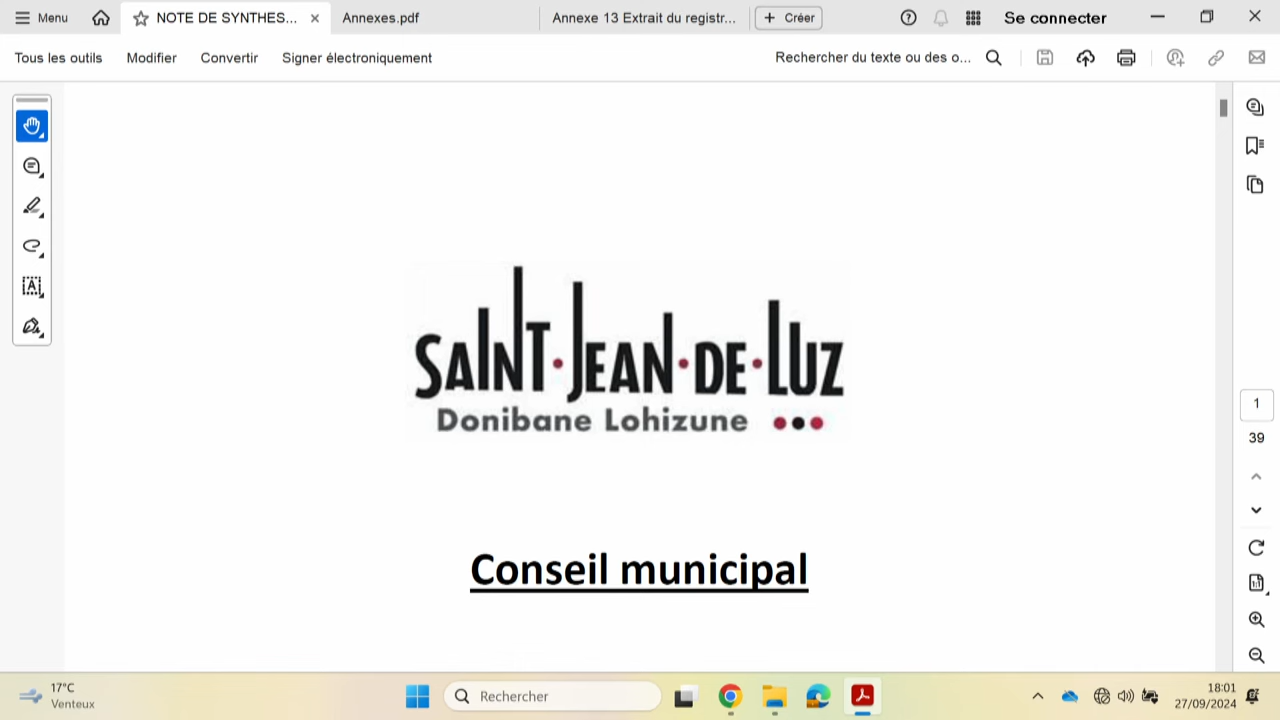 Menu
NOTE DE SYNTHES...
Annexes.pdf
Annexe 13 Extrait du registr...
Créer
Se connecter
Tous les outils
Modifier
Convertir
Signer électroniquement
Rechercher du texte ou des o...
SAINT·JEAN·DE·LUZ
Donibane Lohizune
Conseil municipal
1
39
17°C
Venteux
Rechercher
18:01
27/09/2024